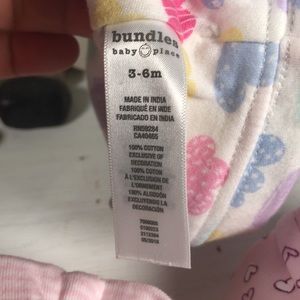 bundles
baby place
3-6m
MADE IN INDIA
FABRIQUÉ EN INDE
FABRICADO EN INDIA
RN59284
CA40465
100% COTTON
EXCLUSIVE OF
DECORATION
100% COTON
À L'EXCLUSION DE
L'ORNEMENT
100% ALGODÓN
EXCLUYENDO LA
DECORACIÓN